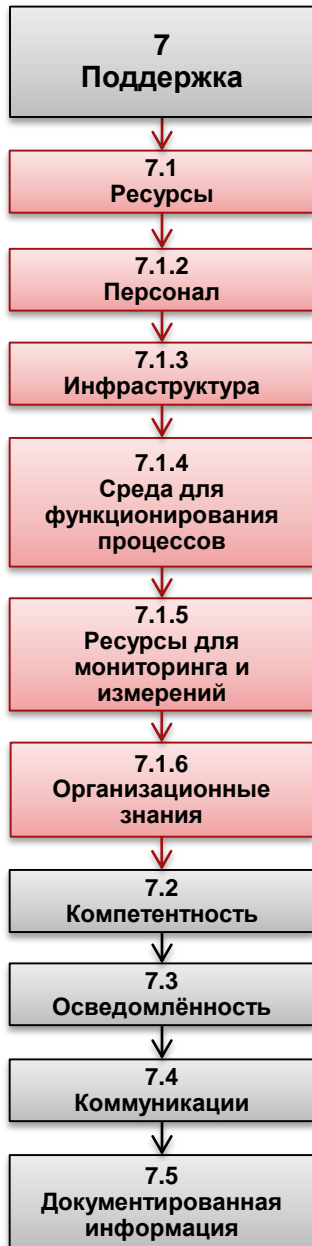 7
Поддержка
7.1
Ресурсы
7.1.2
Персонал
7.1.3
Инфраструктура
7.1.4
Среда для
функционирования
процессов
7.1.5
Ресурсы для
мониторинга и
измерений
7.1.6
Организационные
знания
7.2
Компетентность
7.3
Осведомлённость
7.4
Коммуникации
7.5
Документированная
информация